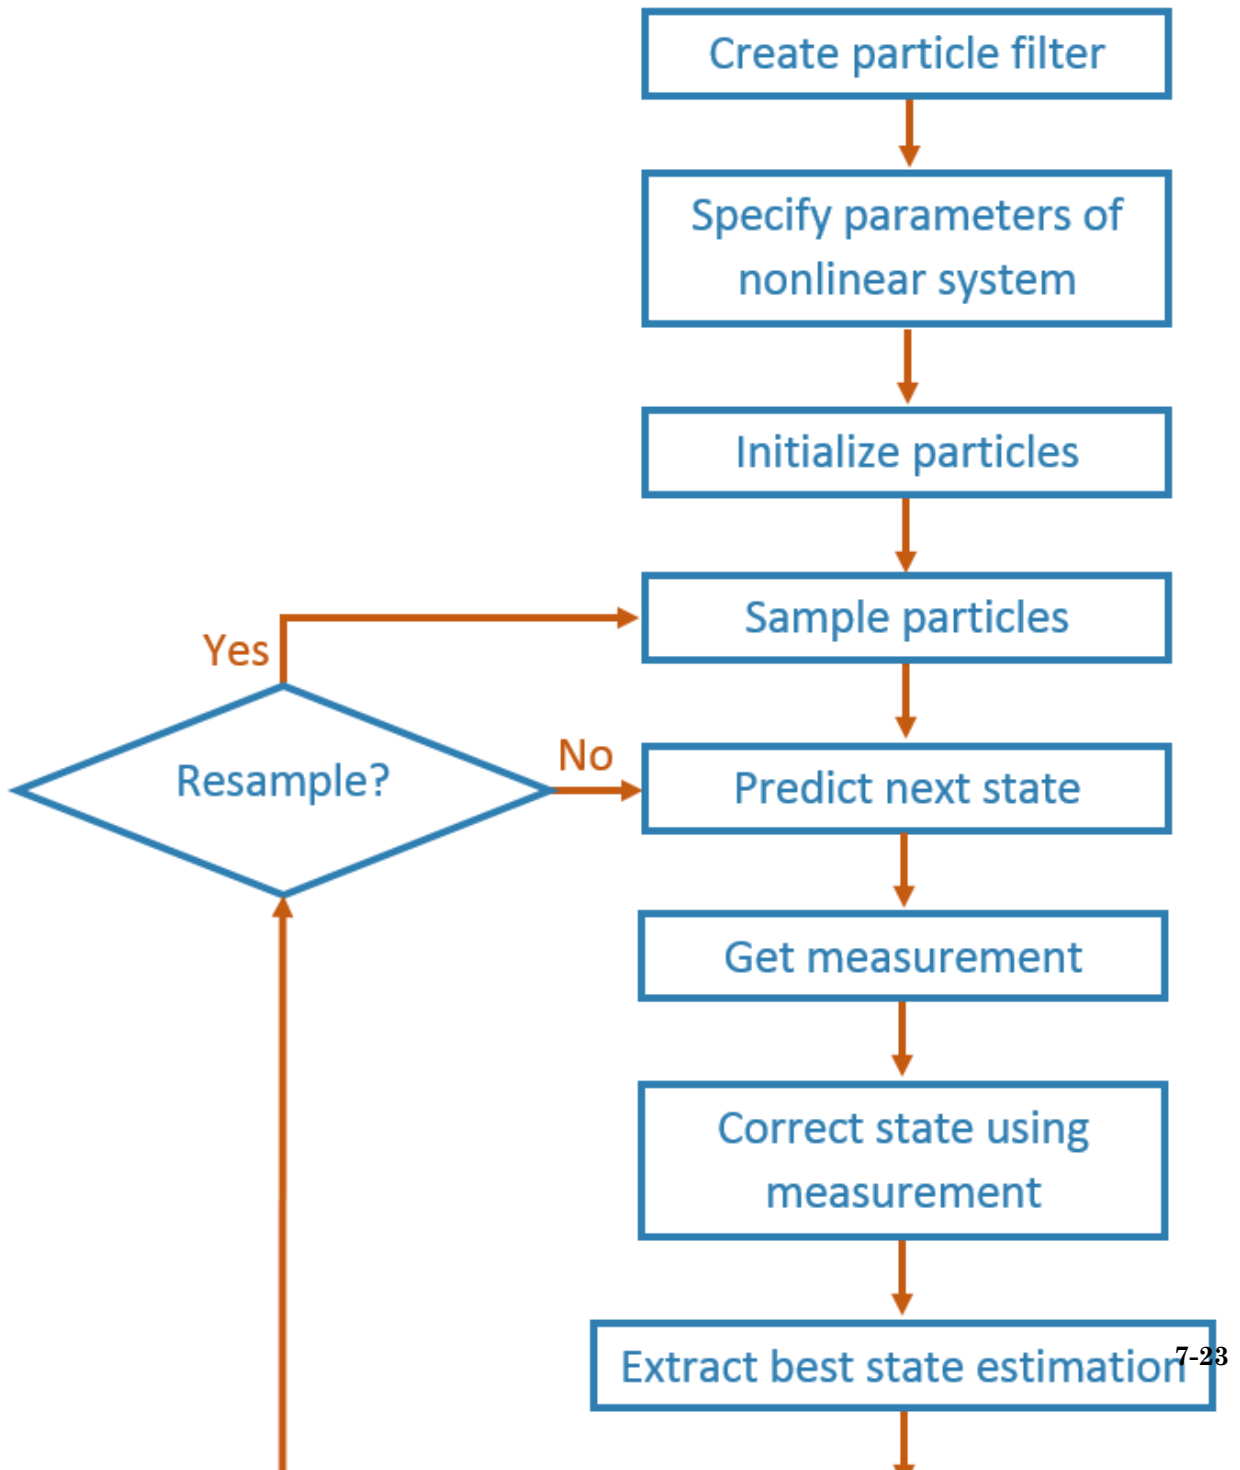 Create particle filter
Specify parameters of
nonlinear system
Initialize particles
Sample particles
Yes
Resample?
No
Predict next state
Get measurement
Correct state using
measurement
Extract best state estimation
7-23